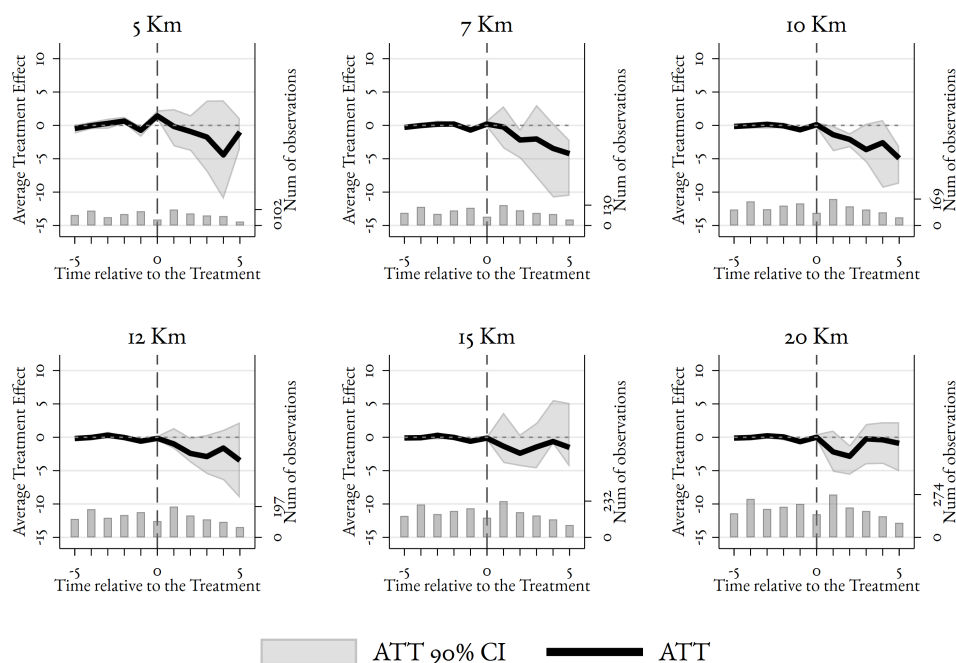 5 Km
Average Treatment Effect
10
5
0
-5
-10
-15
0 102
Num of observations
-5 0 5
Time relative to the Treatment
7 Km
Average Treatment Effect
10
5
0
-5
-10
-15
0 130
Num of observations
-5 0 5
Time relative to the Treatment
10 Km
Average Treatment Effect
10
5
0
-5
-10
-15
0 169
Num of observations
-5 0 5
Time relative to the Treatment
12 Km
Average Treatment Effect
10
5
0
-5
-10
-15
0 197
Num of observations
-5 0 5
Time relative to the Treatment
15 Km
Average Treatment Effect
10
5
0
-5
-10
-15
0 232
Num of observations
-5 0 5
Time relative to the Treatment
20 Km
Average Treatment Effect
10
5
0
-5
-10
-15
0 274
Num of observations
-5 0 5
Time relative to the Treatment
ATT 90% CI ATT